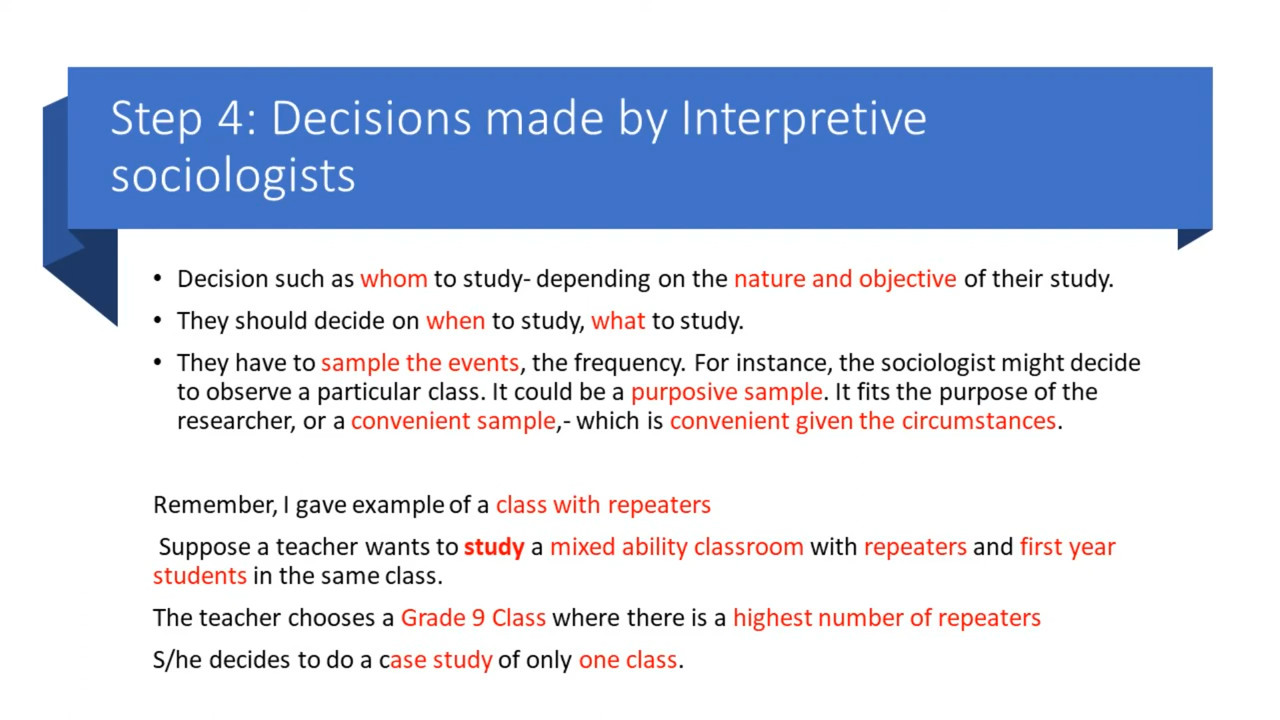 Step 4: Decisions made by Interpretive
sociologists
• Decision such as whom to study- depending on the nature and objective of their study.
• They should decide on when to study, what to study.
• They have to sample the events, the frequency. For instance, the sociologist might decide
to observe a particular class. It could be a purposive sample. It fits the purpose of the
researcher, or a convenient sample,- which is convenient given the circumstances.
Remember, I gave example of a class with repeaters
Suppose a teacher wants to study a mixed ability classroom with repeaters and first year
students in the same class.
The teacher chooses a Grade 9 Class where there is a highest number of repeaters
S/he decides to do a case study of only one class.